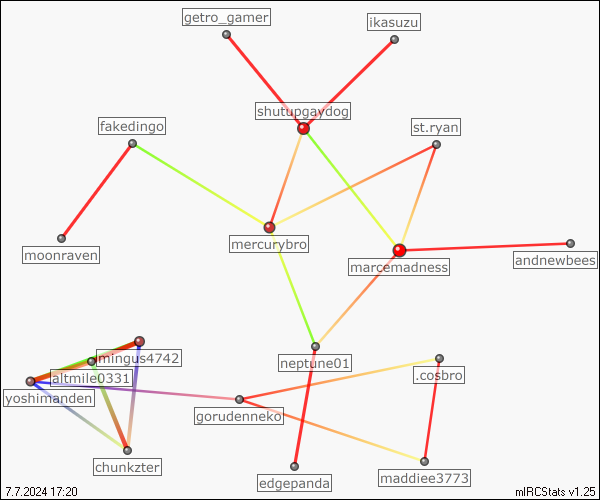 getro_gamer
ikasuzu
shutupgaydog
fakedingo
st.ryan
mercurybro
moonraven
marcemadness
andnewbees
mingus4742
neptune01
altmile0331
.cosbro
yoshimanden
gorudenneko
chunkzter
maddiee3773
edgepanda
7.7.2024 17:20
mIRCStats v1.25